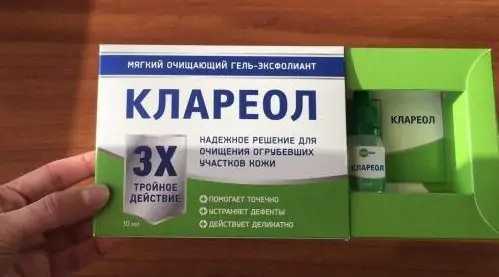 МЯГКИЙ ОЧИЩАЮЩИЙ ГЕЛЬ-ЭКСФОЛИАНТ
КЛАРЕОЛ
3X
ТРОЙНОЕ
ДЕЙСТВИЕ
НАДЕЖНОЕ РЕШЕНИЕ ДЛЯ
ОЧИЩЕНИЯ ОГРУБЕВШИХ
УЧАСТКОВ КОЖИ
ПОМОГАЕТ ТОЧЕЧНО
УСТРАНЯЕТ ДЕФЕКТЫ
ДЕЙСТВУЕТ ДЕЛИКАТНО
10 мл
КЛАРЕОЛ
КЛАРЕОЛ